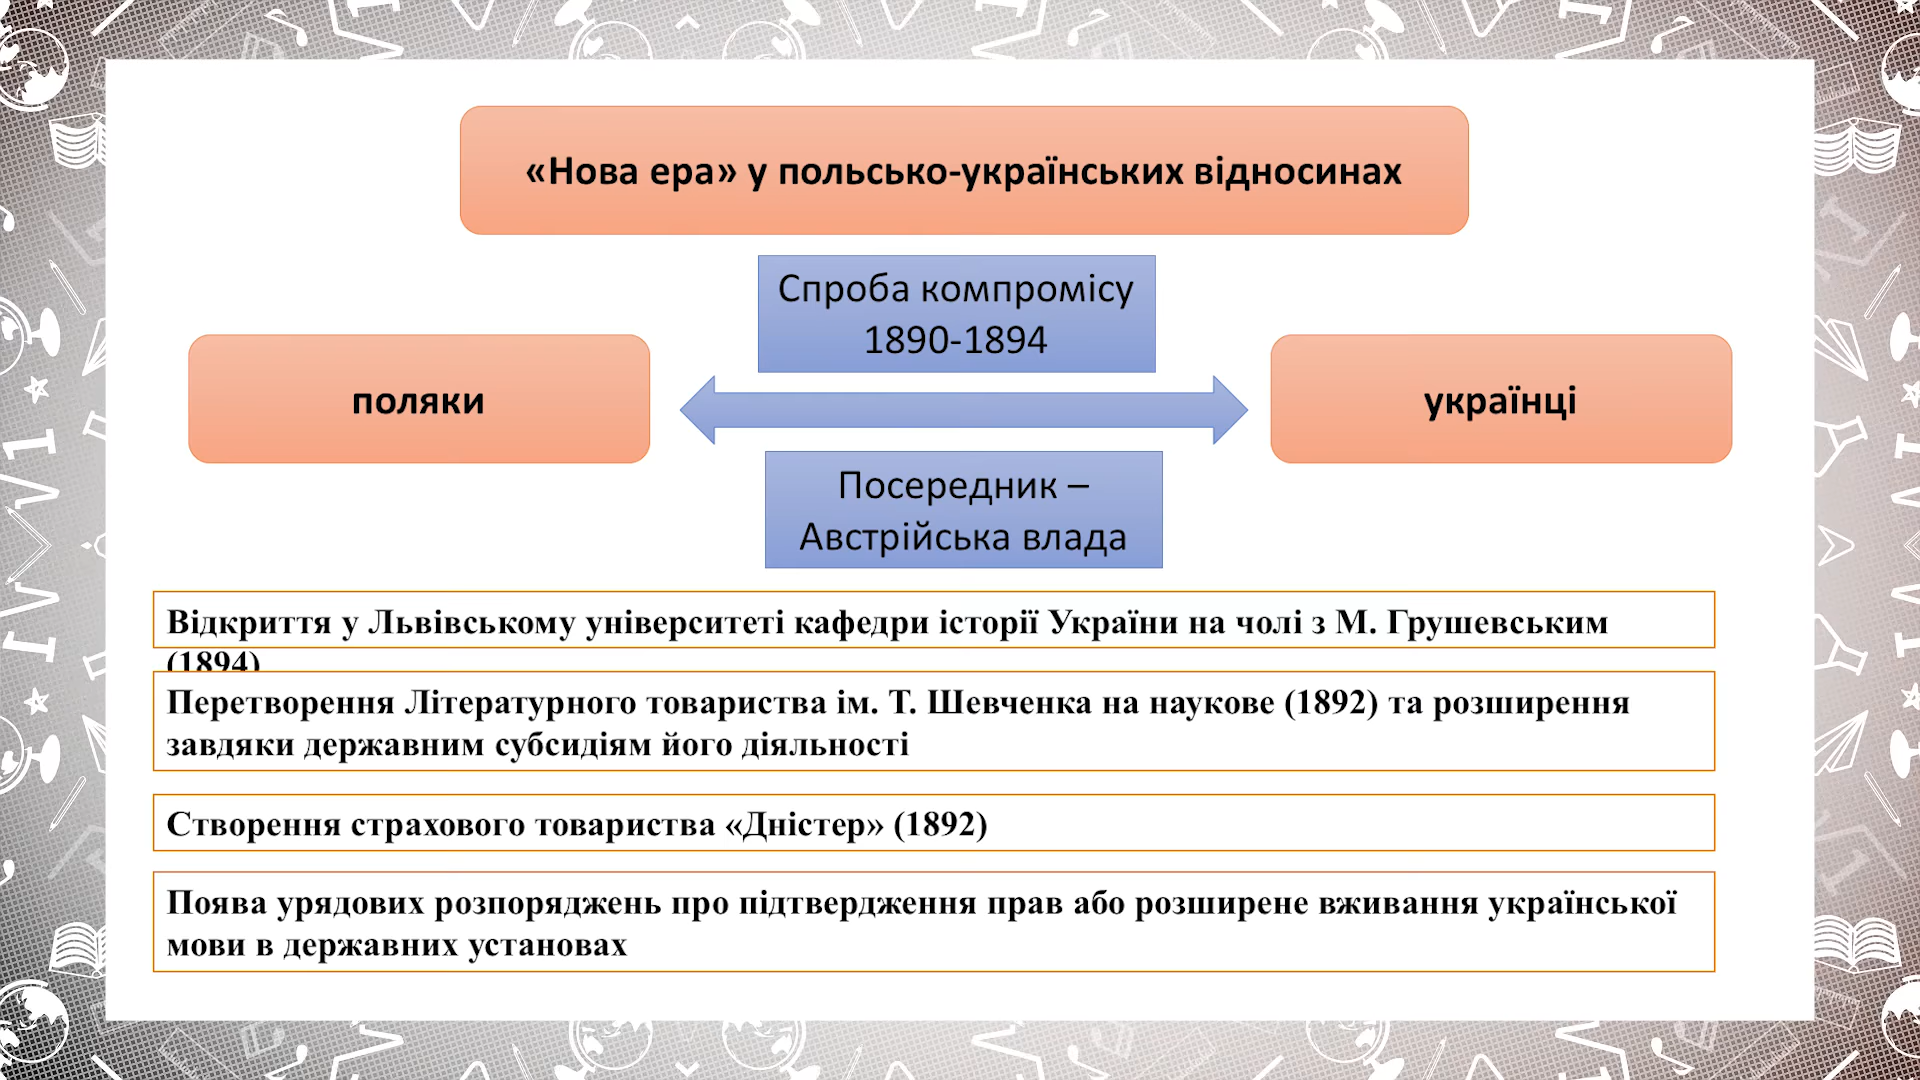 «Нова ера» у польсько-українських відносинах
Спроба компромісу
1890-1894
поляки
українці
Посередник –
Австрійська влада
Відкриття у Львівському університеті кафедри історії України на чолі з М. Грушевським
(1894)
Перетворення Літературного товариства ім. Т. Шевченка на наукове (1892) та розширення
завдяки державним субсидіям його діяльності
Створення страхового товариства «Дністер» (1892)
Поява урядових розпоряджень про підтвердження прав або розширене вживання української
мови в державних установах